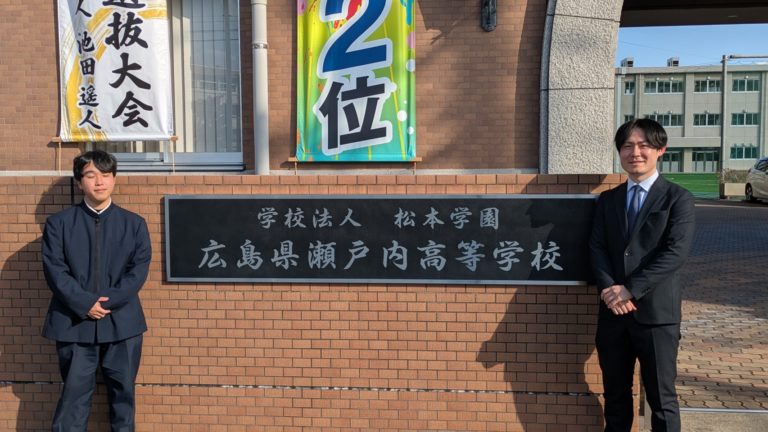 選抜大会
人 池田遥人
2位
学校法人 松本学園
広島県瀬戸内高等学校